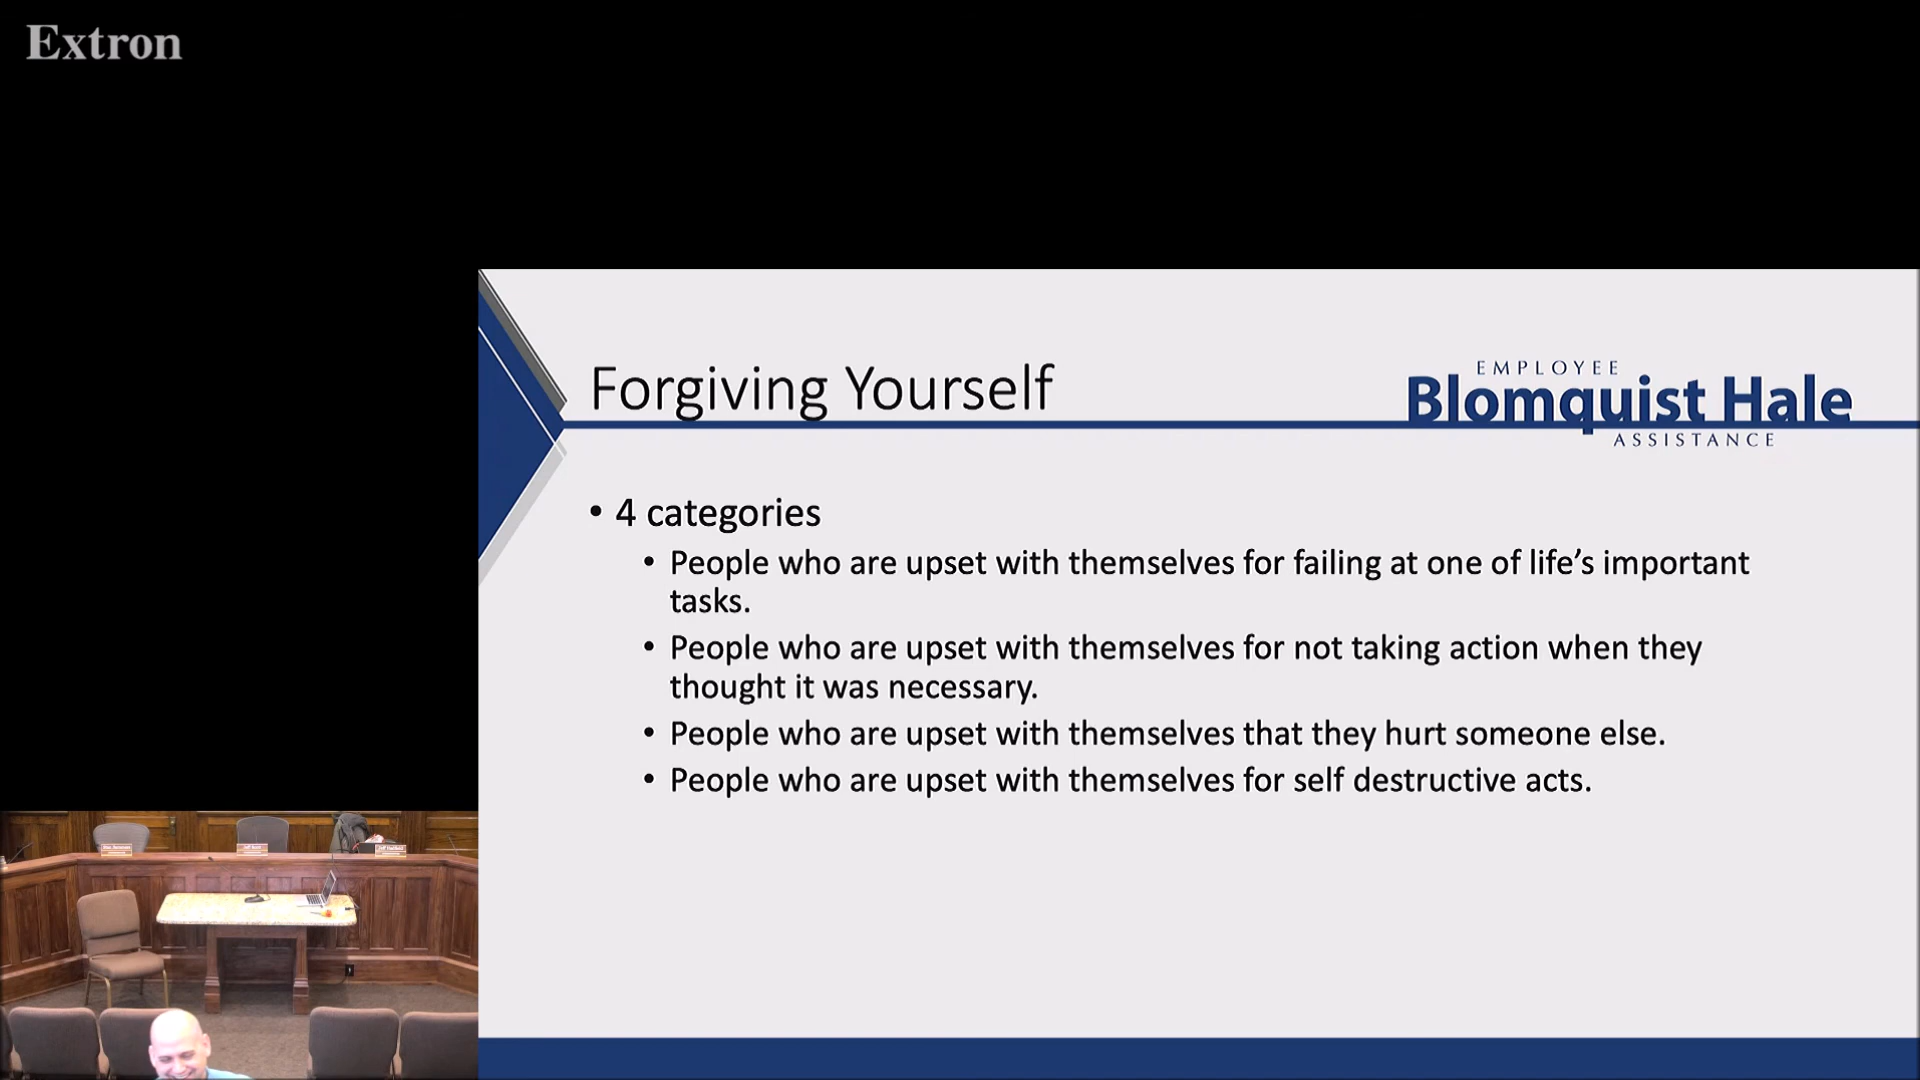 Extron
Forgiving Yourself
EMPLOYEE
Blomquist Hale
ASSISTANCE
• 4 categories
• People who are upset with themselves for failing at one of life’s important
tasks.
• People who are upset with themselves for not taking action when they
thought it was necessary.
• People who are upset with themselves that they hurt someone else.
• People who are upset with themselves for self destructive acts.